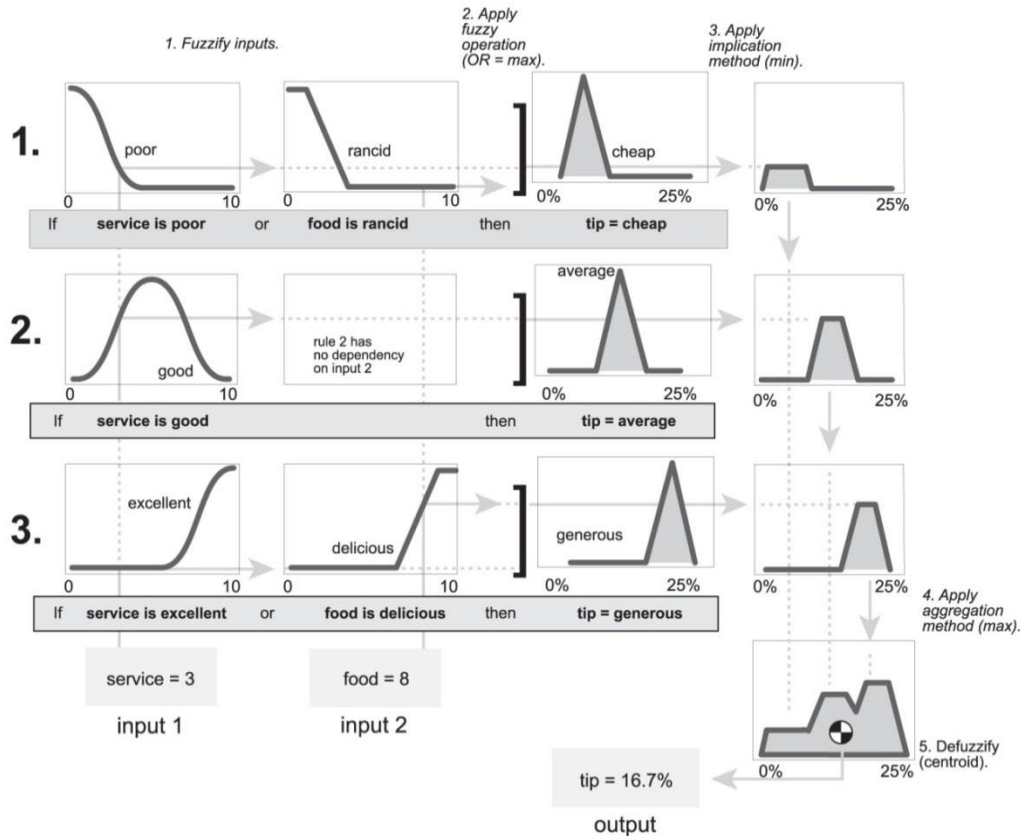 1. Fuzzify inputs.
2. Apply
fuzzy
operation
(OR = max).
3. Apply
implication
method (min).
1.
poor
0
10
rancid
0
10
cheap
0%
25%
0%
25%
If service is poor or food is rancid then tip = cheap
2.
good
0
10
rule 2 has
no dependency
on input 2
average
0%
25%
0%
25%
If service is good then tip = average
3.
excellent
0
10
delicious
0
10
generous
0%
25%
0%
25%
If service is excellent or food is delicious then tip = generous
4. Apply
aggregation
method (max).
service = 3
input 1
food = 8
input 2
0%
25%
5. Defuzzify
(centroid).
tip = 16.7%
output